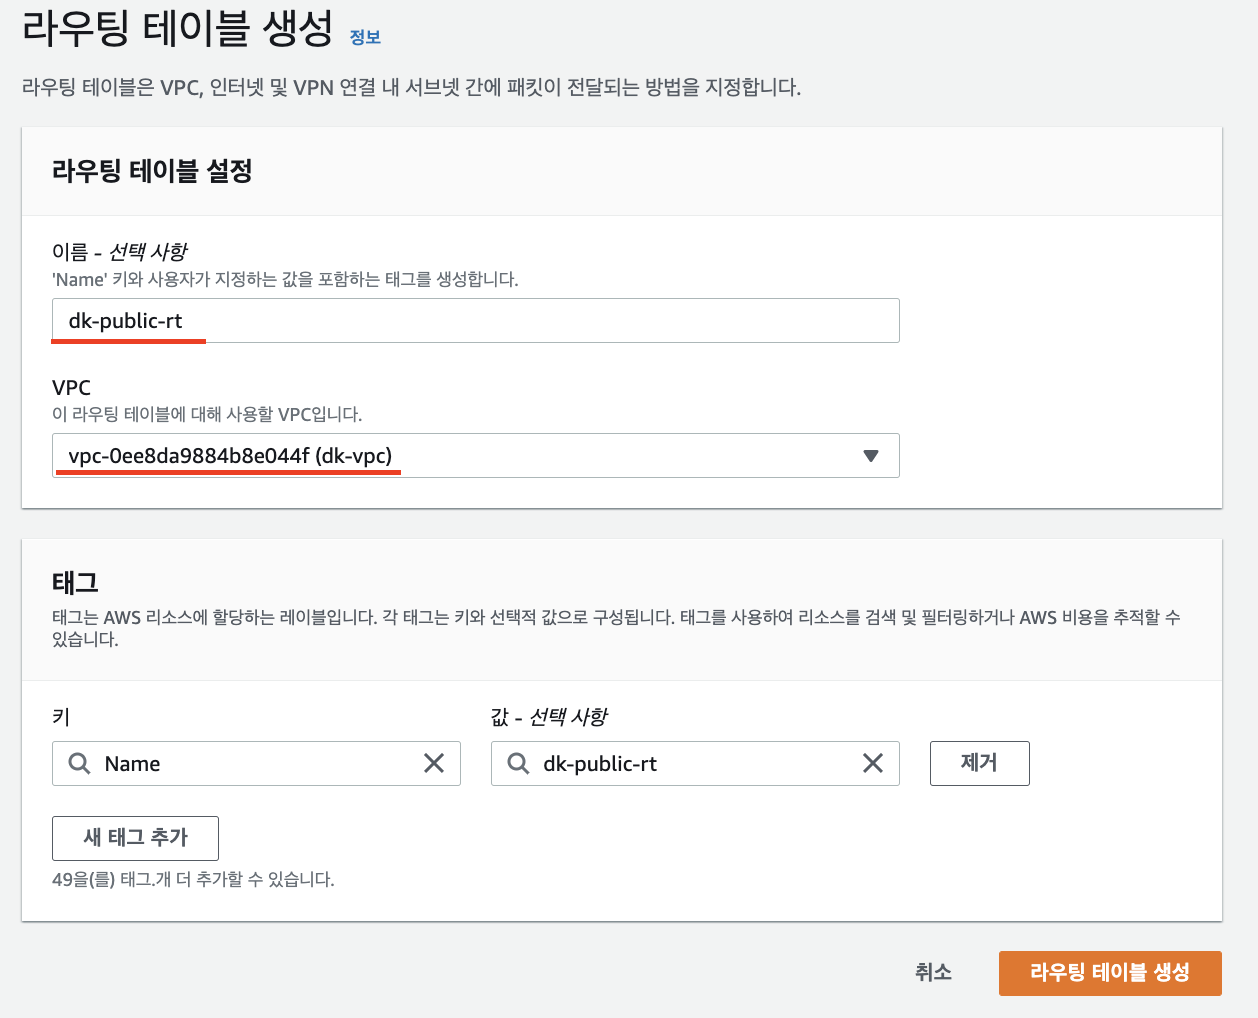 라우팅 테이블 생성 정보
라우팅 테이블은 VPC, 인터넷 및 VPN 연결 내 서브넷 간에 패킷이 전달되는 방법을 지정합니다.
라우팅 테이블 설정
이름 - 선택 사항
'Name' 키와 사용자가 지정하는 값을 포함하는 태그를 생성합니다.
dk-public-rt
VPC
이 라우팅 테이블에 대해 사용할 VPC입니다.
vpc-0ee8da9884b8e044f (dk-vpc)
태그
태그는 AWS 리소스에 할당하는 레이블입니다. 각 태그는 키와 선택적 값으로 구성됩니다. 태그를 사용하여 리소스를 검색 및 필터링하거나 AWS 비용을 추적할 수
있습니다.
키 값 - 선택 사항
Name dk-public-rt 제거
새 태그 추가
49을(를) 태그.개 더 추가할 수 있습니다.
취소 라우팅 테이블 생성